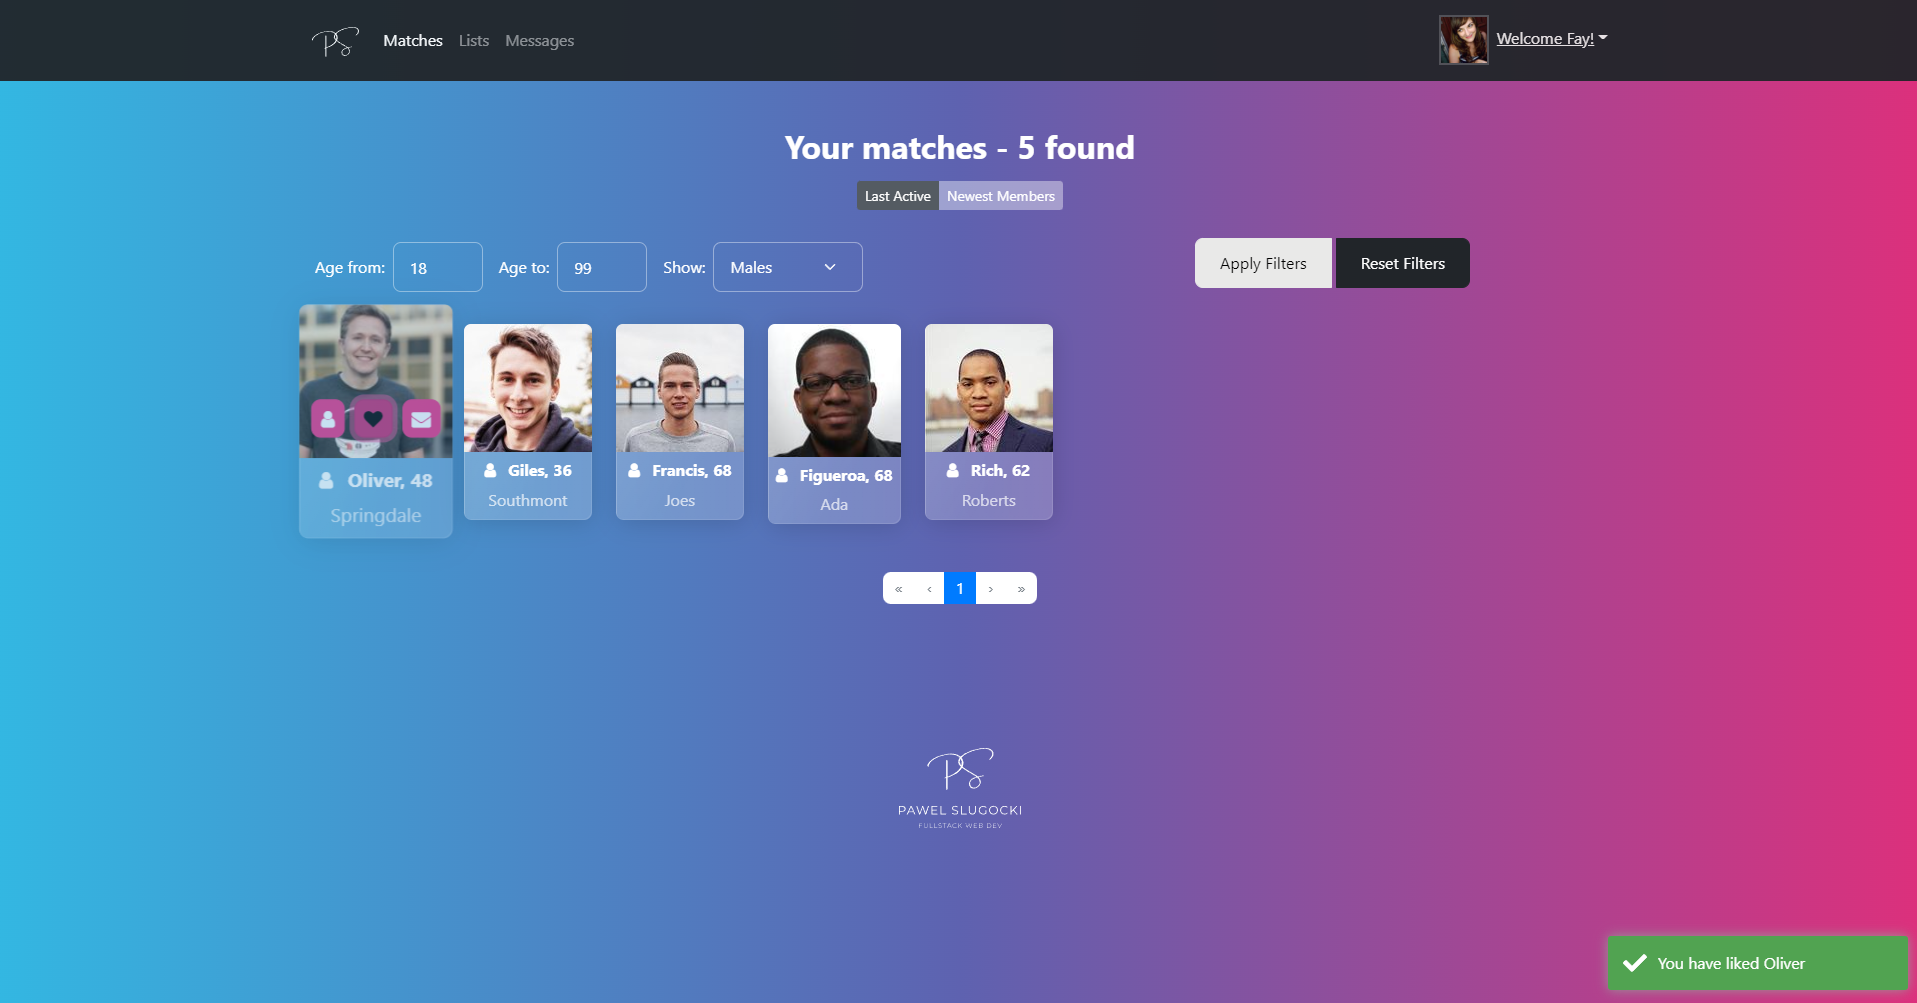 PS
Matches Lists Messages
Welcome Fay!
Your matches - 5 found
Last Active Newest Members
Age from: 18 Age to: 99 Show: Males
Apply Filters Reset Filters
Oliver, 48
Springdale
Giles, 36
Southmont
Francis, 68
Joes
Figueroa, 68
Ada
Rich, 62
Roberts
« ‹ 1 › »
PS
PAWEL SLUGOCKI
FULLSTACK WEB DEV
You have liked Oliver